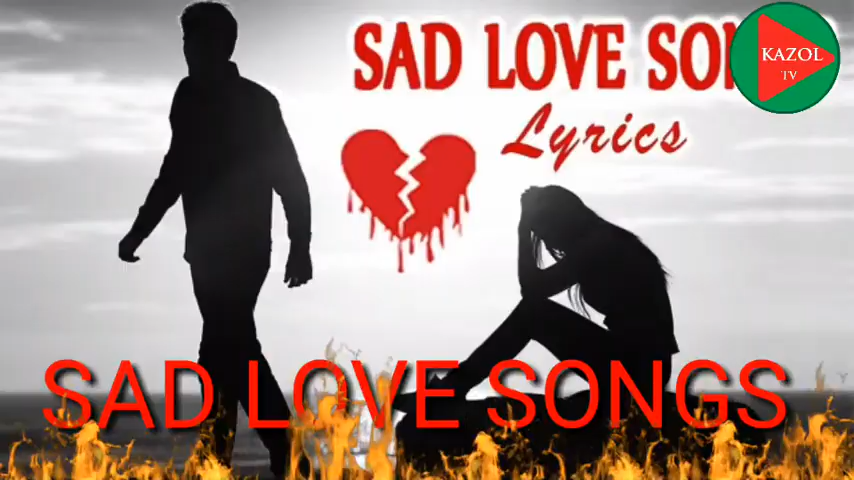 SAD LOVE SON
Lyrics
KAZOL
TV
SAD LOVE SONGS